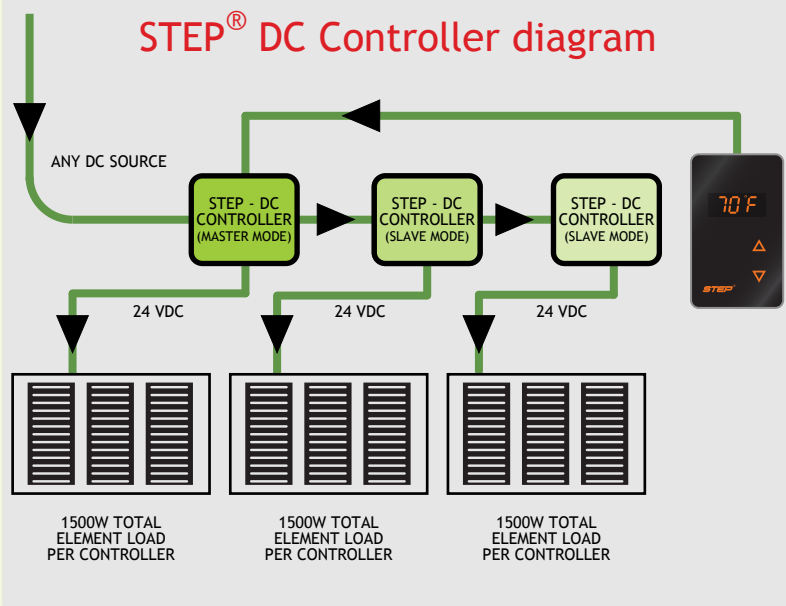 STEP® DC Controller diagram
ANY DC SOURCE
STEP - DC
CONTROLLER
(MASTER MODE)
STEP - DC
CONTROLLER
(SLAVE MODE)
STEP - DC
CONTROLLER
(SLAVE MODE)
70°F
STEP®
24 VDC
24 VDC
24 VDC
1500W TOTAL
ELEMENT LOAD
PER CONTROLLER
1500W TOTAL
ELEMENT LOAD
PER CONTROLLER
1500W TOTAL
ELEMENT LOAD
PER CONTROLLER